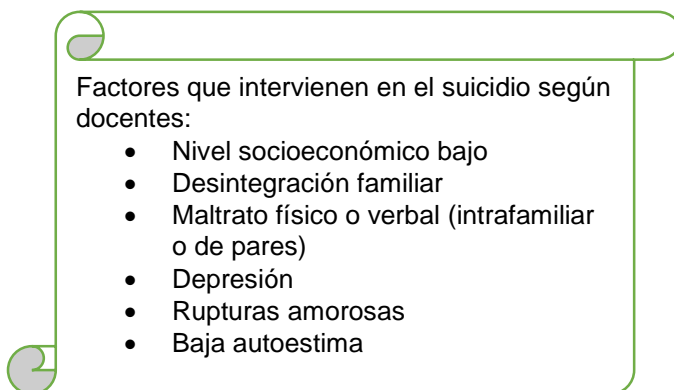 Factores que intervienen en el suicidio según
docentes:
• Nivel socioeconómico bajo
• Desintegración familiar
• Maltrato físico o verbal (intrafamiliar
o de pares)
• Depresión
• Rupturas amorosas
• Baja autoestima